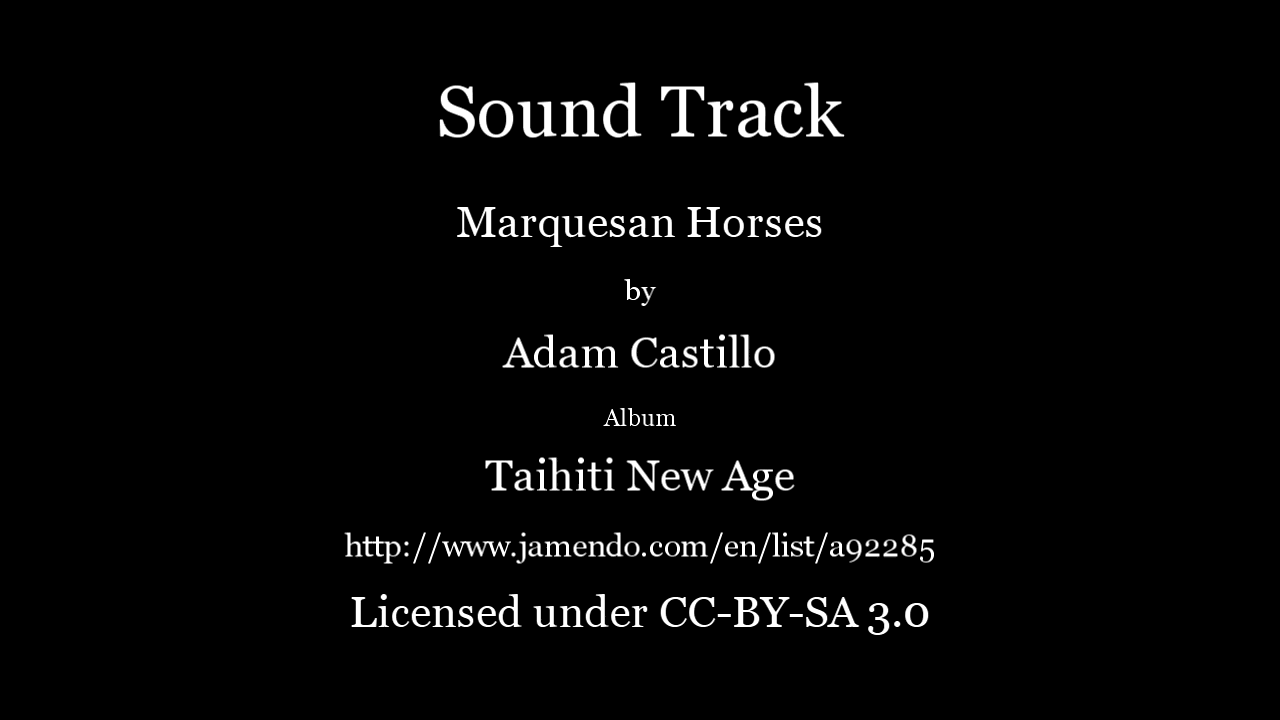 Sound Track
Marquesan Horses
by
Adam Castillo
Album
Taihiti New Age
http://www.jamendo.com/en/list/a92285
Licensed under CC-BY-SA 3.0